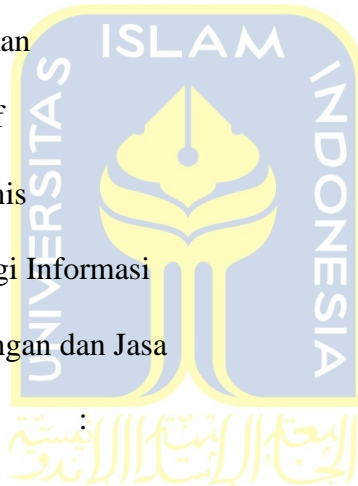 UNIVERSITAS ISLAM INDONESIA
an
f
nis
gi Informasi
ngan dan Jasa
: